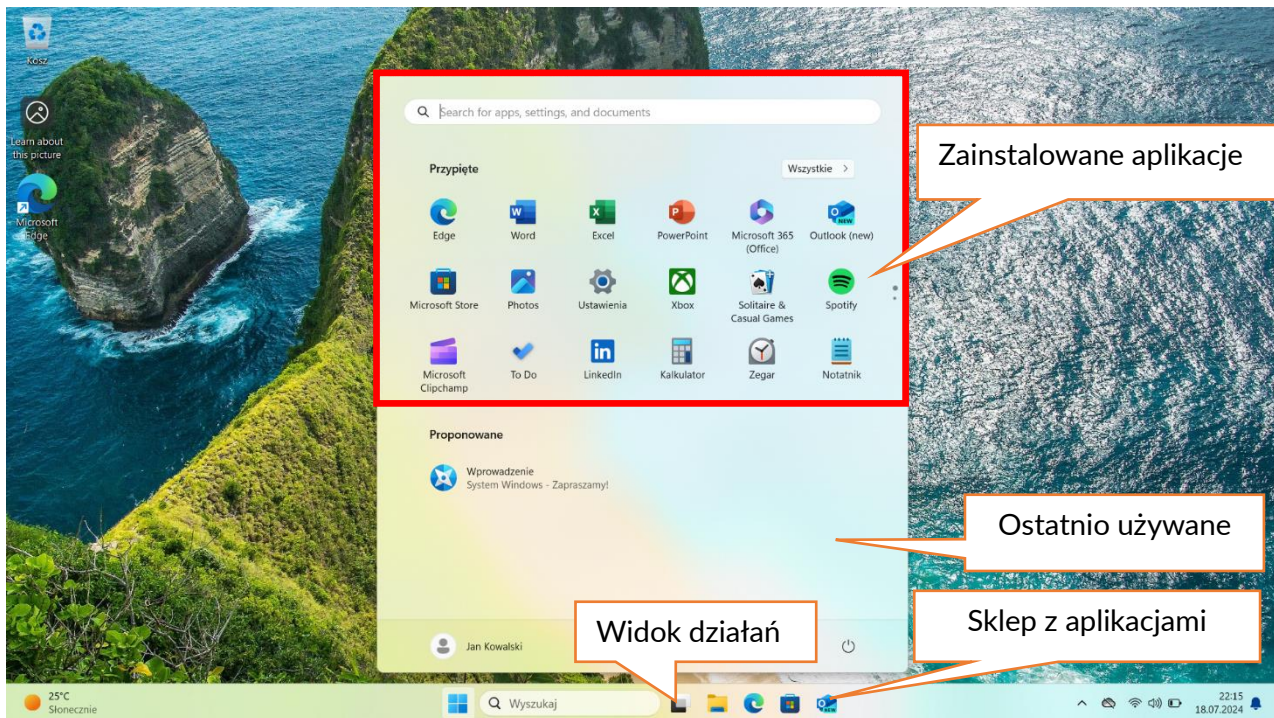 Kosz
Learn about
this picture
Microsoft
Edge
Search for apps, settings, and documents
Przypięte
Wszystkie >
Edge
Word
Excel
PowerPoint
Microsoft 365
(Office)
Outlook (new)
Microsoft Store
Photos
Ustawienia
Xbox
Solitaire &
Casual Games
Spotify
Microsoft
Clipchamp
To Do
LinkedIn
Kalkulator
Zegar
Notatnik
Proponowane
Wprowadzenie
System Windows - Zapraszamy!
Jan Kowalski
Zainstalowane aplikacje
Ostatnio używane
Widok działań
Sklep z aplikacjami
25°C
Słonecznie
Wyszukaj
NEW
22:15
18.07.2024